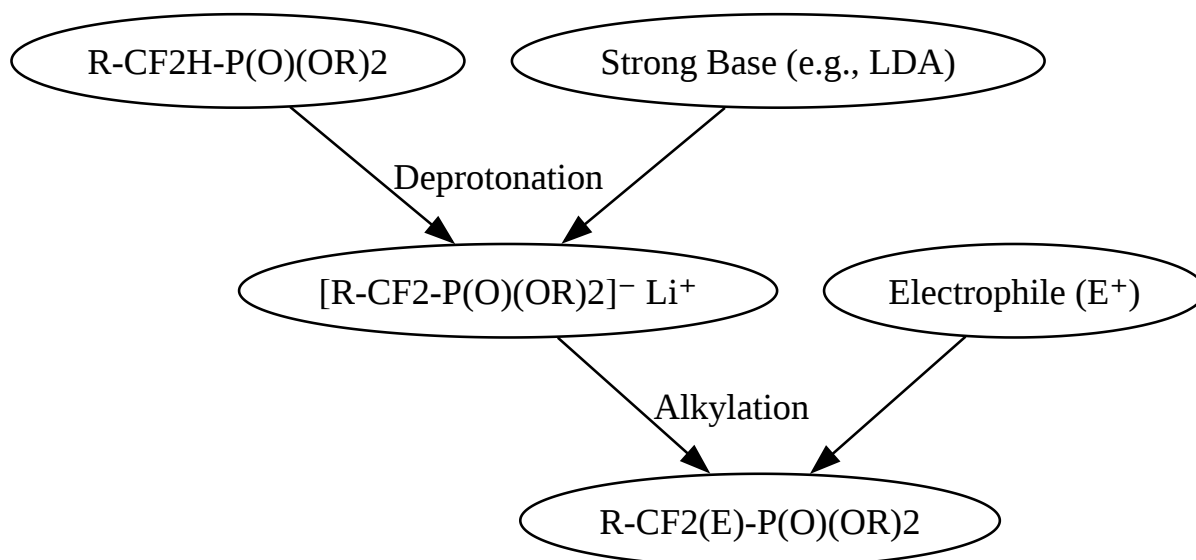 R-CF2H-P(O)(OR)2
Strong Base (e.g., LDA)
Deprotonation
[R-CF2-P(O)(OR)2]⁻ Li⁺
Electrophile (E⁺)
Alkylation
R-CF2(E)-P(O)(OR)2